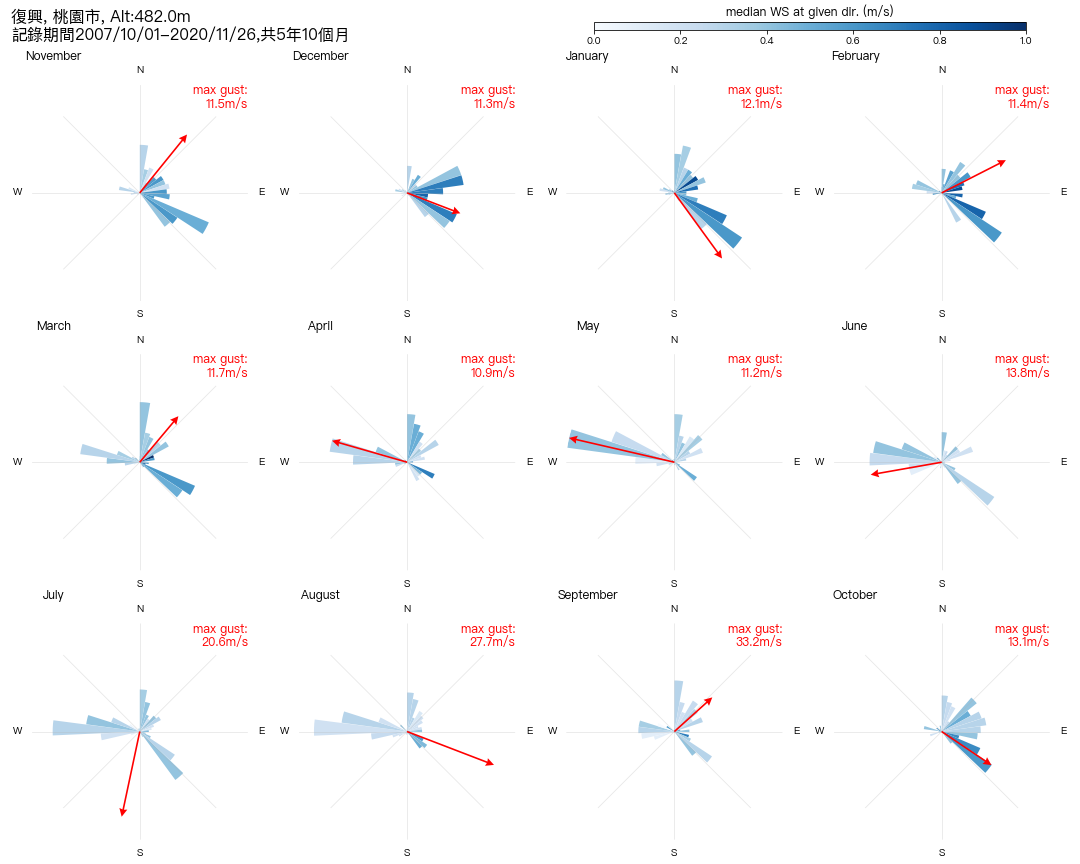 復興, 桃園市, Alt:482.0m
記錄期間2007/10/01-2020/11/26,共5年10個月
median WS at given dir. (m/s)
0.0 0.2 0.4 0.6 0.8 1.0
November December January February
N N N N
max gust: max gust: max gust: max gust:
11.5m/s 11.3m/s 12.1m/s 11.4m/s
W E W E W E W E
S S S S
March April May June
N N N N
max gust: max gust: max gust: max gust:
11.7m/s 10.9m/s 11.2m/s 13.8m/s
W E W E W E W E
S S S S
July August September October
N N N N
max gust: max gust: max gust: max gust:
20.6m/s 27.7m/s 33.2m/s 13.1m/s
W E W E W E W E
S S S S